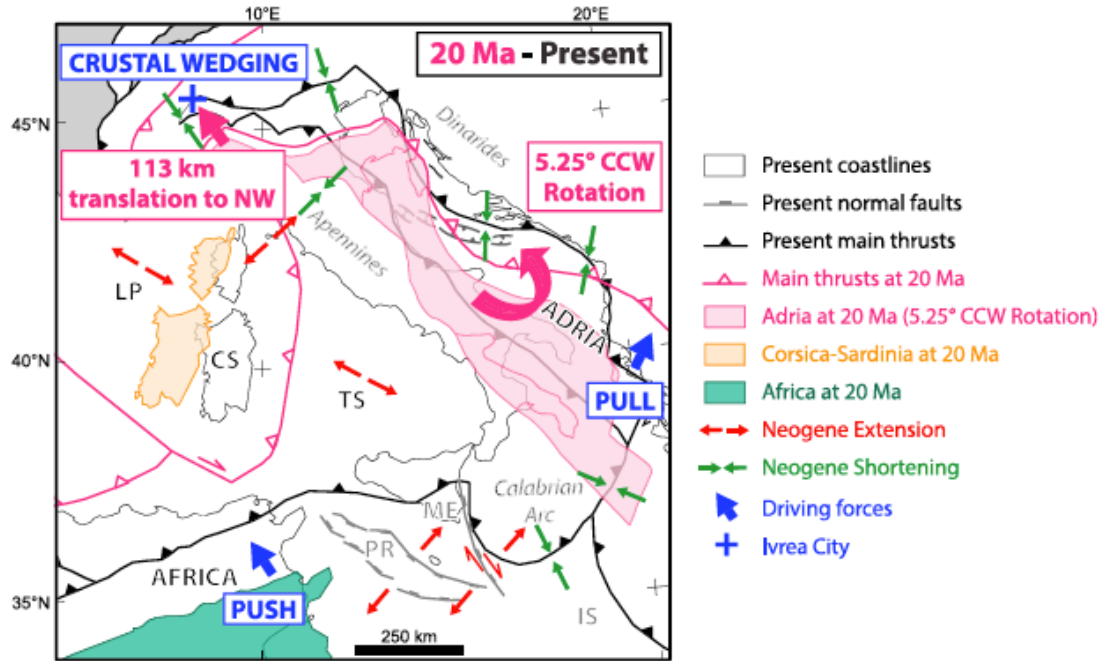 10°E
20°E
CRUSTAL WEDGING
20 Ma - Present
45°N
Dinarides
113 km
translation to NW
5.25° CCW
Rotation
Apennines
LP
ADRIA
40°N
CS
TS
PULL
Calabrian
Arc
ME
PR
AFRICA
35°N
PUSH
IS
250 km
Present coastlines
Present normal faults
Present main thrusts
Main thrusts at 20 Ma
Adria at 20 Ma (5.25° CCW Rotation)
Corsica-Sardinia at 20 Ma
Africa at 20 Ma
Neogene Extension
Neogene Shortening
Driving forces
Ivrea City